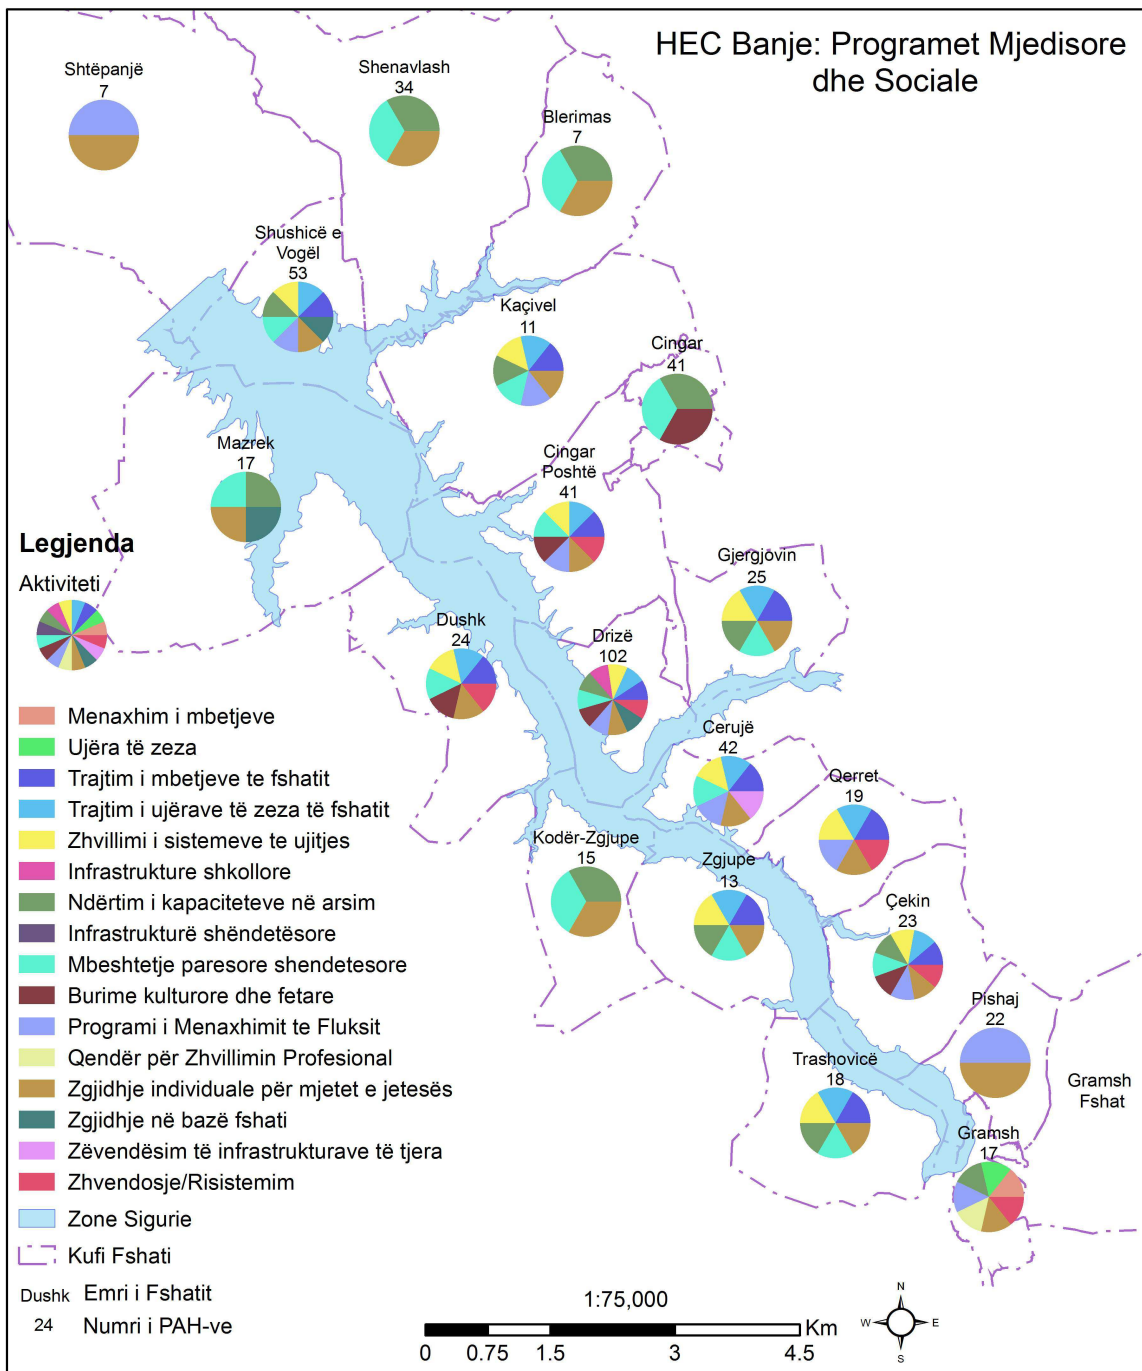 HEC Banje: Programet Mjedisore
dhe Sociale
Shtëpanjë
7
Shenavlash
34
Blerimas
7
Shushicë e
Vogël
53
Kaçivel
11
Cingar
41
Mazrek
17
Cingar
Poshtë
41
Gjergjovin
25
Dushk
24
Drizë
102
Cerujë
42
Qerret
19
Kodër-Zgjupe
15
Zgjupe
13
Çekin
23
Pishaj
22
Trashovicë
18
Gramsh
Fshat
Gramsh
17
Legjenda
Aktiviteti
Menaxhim i mbetjeve
Ujëra të zeza
Trajtim i mbetjeve te fshatit
Trajtim i ujërave të zeza të fshatit
Zhvillimi i sistemeve te ujitjes
Infrastrukture shkollore
Ndërtim i kapaciteteve në arsim
Infrastrukturë shëndetësore
Mbeshtetje paresore shendetesore
Burime kulturore dhe fetare
Programi i Menaxhimit te Fluksit
Qendër për Zhvillimin Profesional
Zgjidhje individuale për mjetet e jetesës
Zgjidhje në bazë fshati
Zëvendësim të infrastrukturave të tjera
Zhvendosje/Risistemim
Zone Sigurie
Kufi Fshati
Dushk Emri i Fshatit
24 Numri i PAH-ve
1:75,000
Km
0 0.75 1.5 3 4.5
N
W E
S